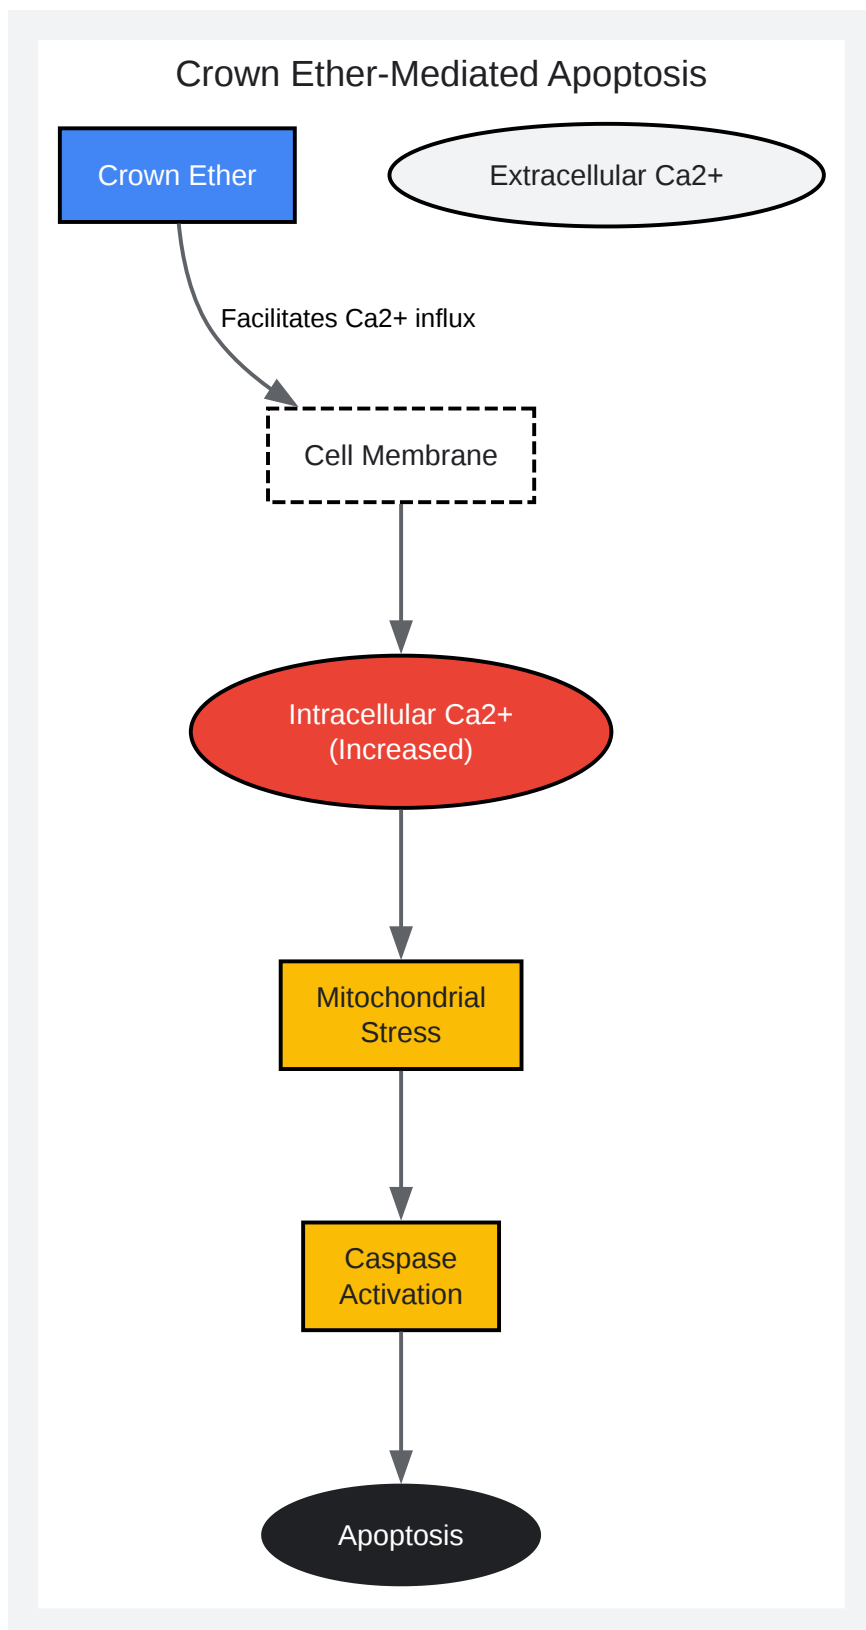 Crown Ether-Mediated Apoptosis
Crown Ether
Extracellular Ca2+
Facilitates Ca2+ influx
Cell Membrane
Intracellular Ca2+
(Increased)
Mitochondrial
Stress
Caspase
Activation
Apoptosis